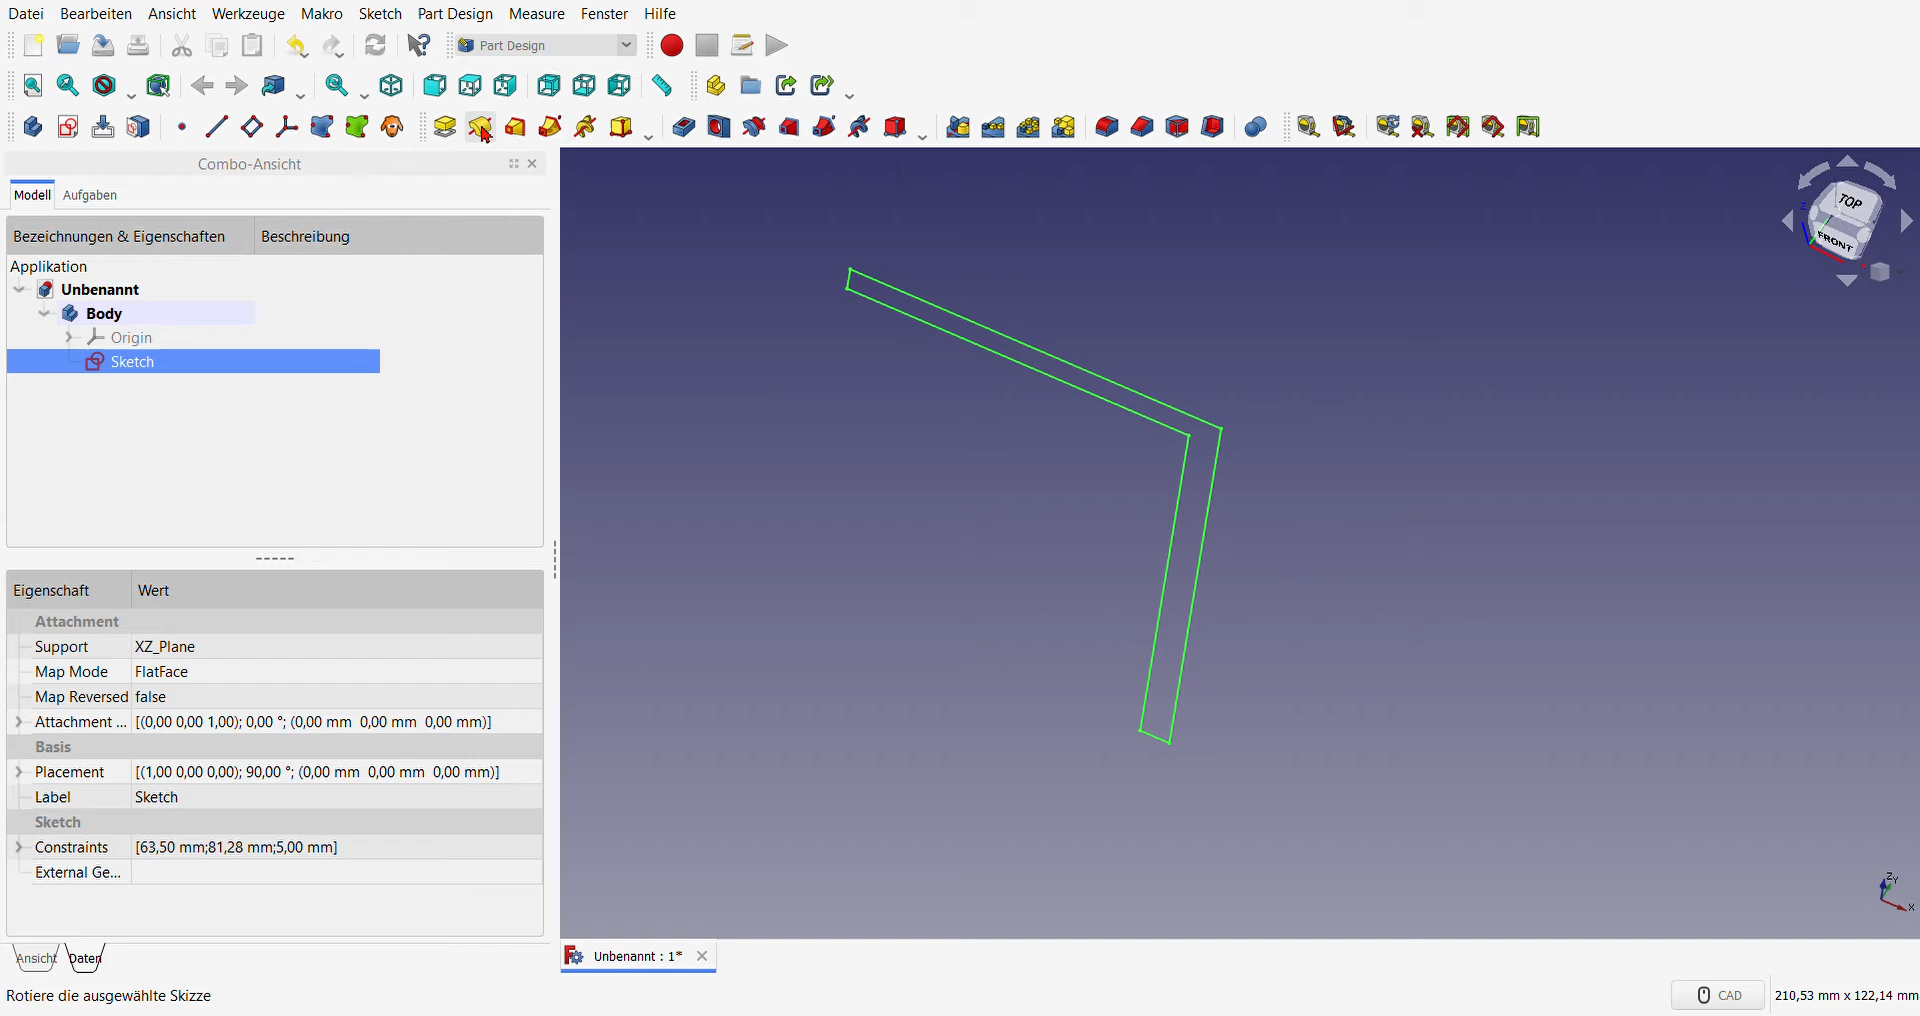 Datei Bearbeiten Ansicht Werkzeuge Makro Sketch Part Design Measure Fenster Hilfe
Part Design
Combo-Ansicht
Modell Aufgaben
Bezeichnungen & Eigenschaften Beschreibung
Applikation
Unbenannt
Body
Origin
Sketch
Eigenschaft Wert
Attachment
Support XZ_Plane
Map Mode FlatFace
Map Reversed false
Attachment ... [(0,00 0,00 1,00); 0,00 °; (0,00 mm 0,00 mm 0,00 mm)]
Basis
Placement [(1,00 0,00 0,00); 90,00 °; (0,00 mm 0,00 mm 0,00 mm)]
Label Sketch
Sketch
Constraints [63,50 mm;81,28 mm;5,00 mm]
External Ge...
Ansicht Daten
TOP
FRONT
Z
Z Y
X
Unbenannt : 1*
Rotiere die ausgewählte Skizze
CAD 210,53 mm x 122,14 mm